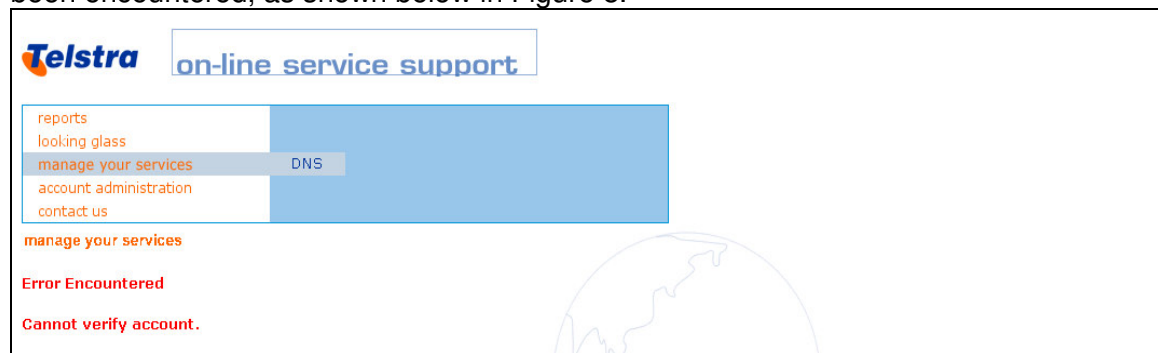 been encountered, as shown below in Figure 3.
Telstra
on-line service support
reports
looking glass
manage your services DNS
account administration
contact us
manage your services
Error Encountered
Cannot verify account.